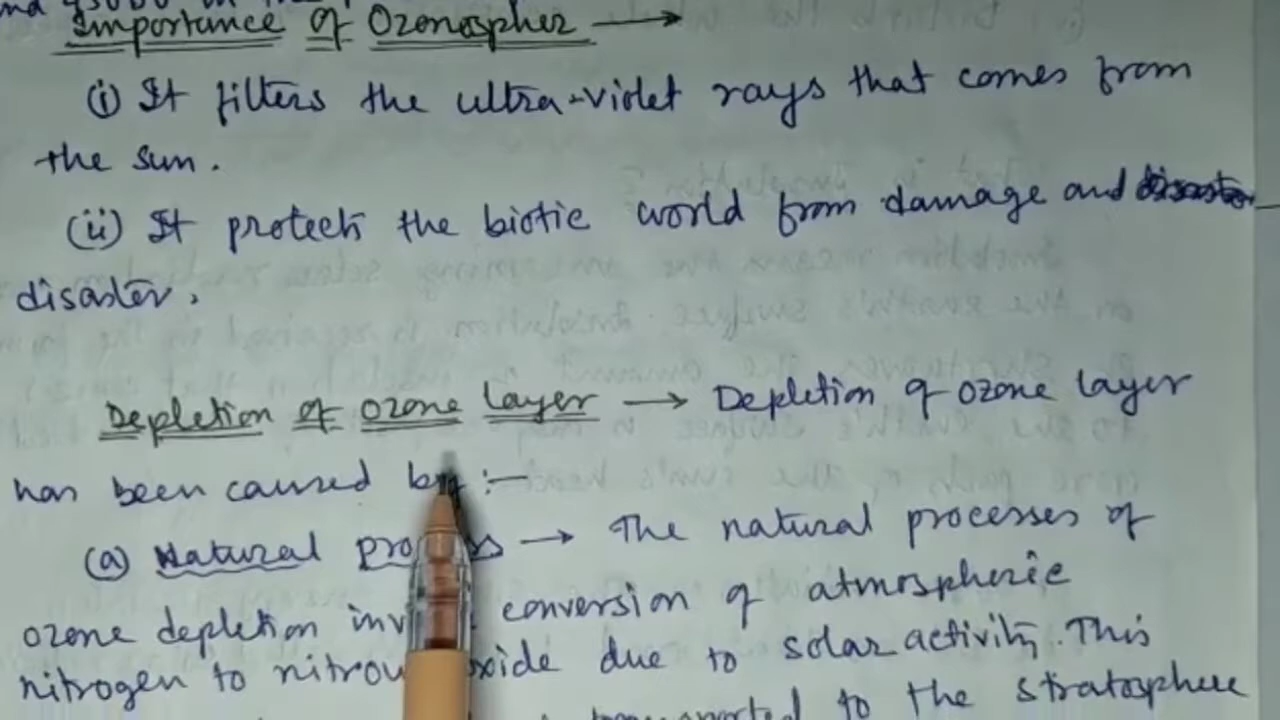 Importance of Ozonospher →
(i) It filters the ultra-violet rays that comes from
the sun.
(ii) It protects the biotic world from damage and
disaster.
Depletion of Ozone Layer → Depletion of ozone layer
has been caused by :—
(a) Natural process → The natural processes of
ozone depletion conversion of atmospheric
nitrogen to oxide due to solar activity. This
transported to the stratosphere